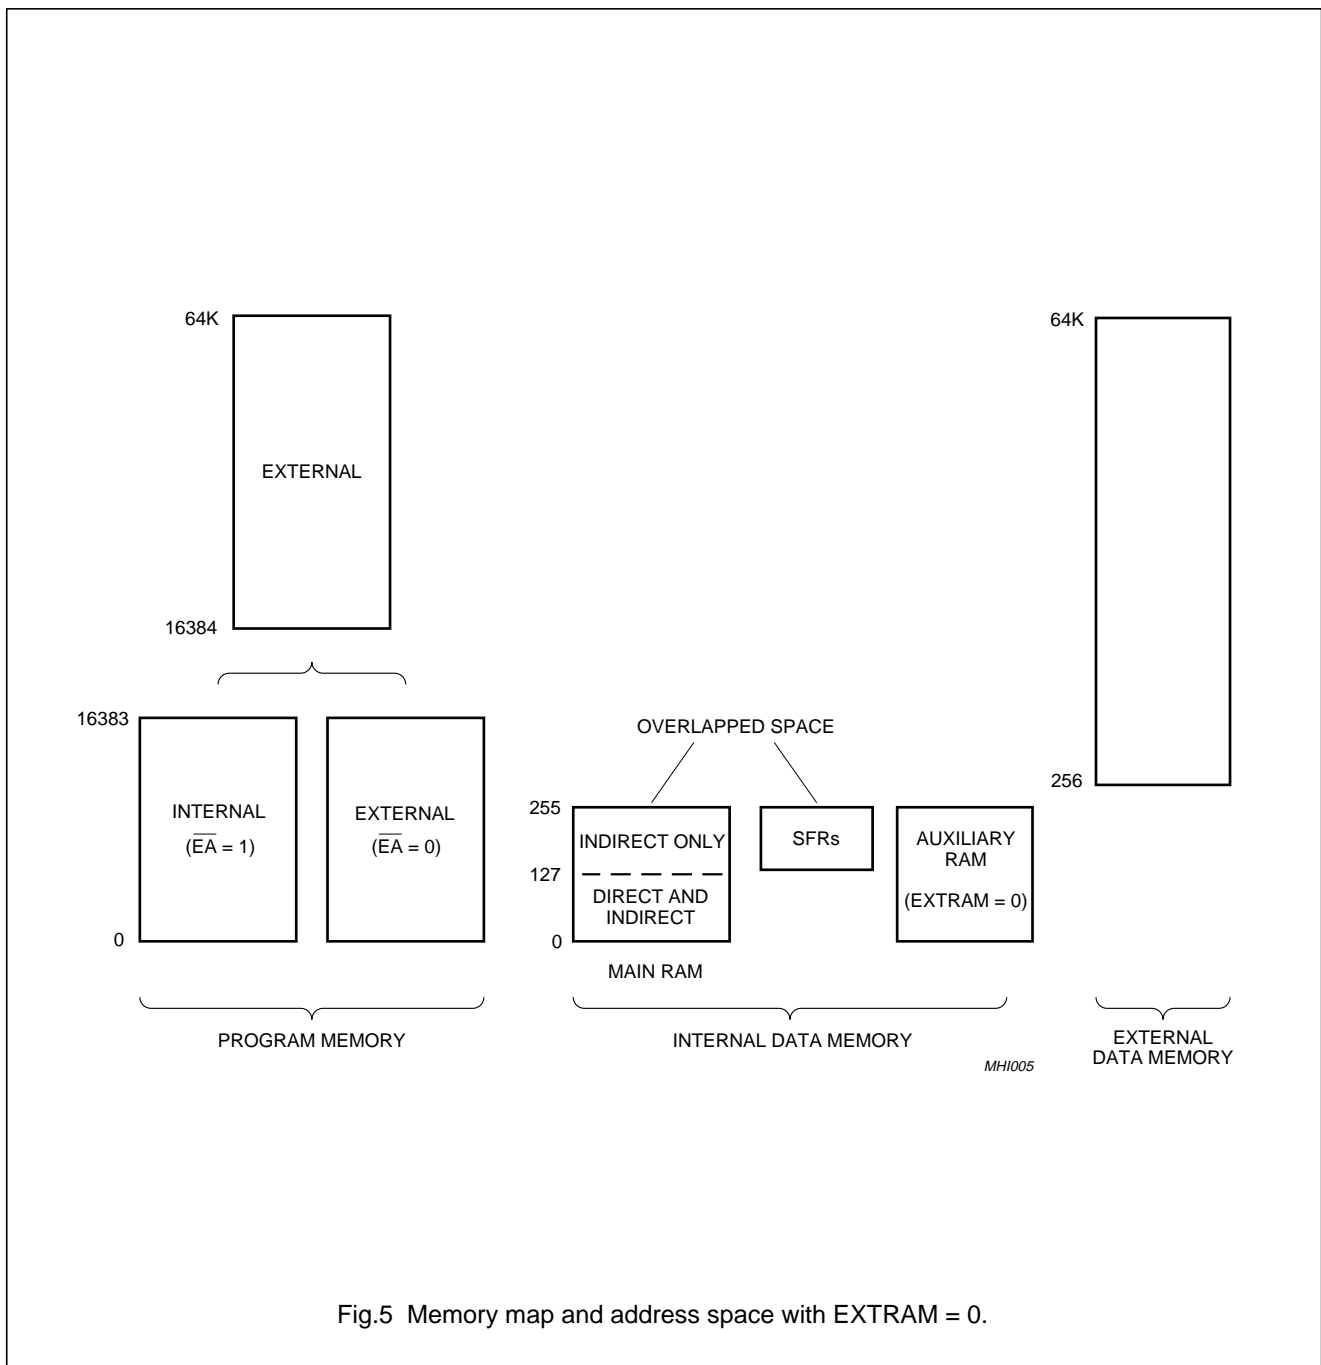 64K
EXTERNAL
16384
16383
INTERNAL
(E̅A̅ = 1)
EXTERNAL
(E̅A̅ = 0)
0
PROGRAM MEMORY
OVERLAPPED SPACE
255
INDIRECT ONLY
127
DIRECT AND
INDIRECT
0
MAIN RAM
SFRs
AUXILIARY
RAM
(EXTRAM = 0)
INTERNAL DATA MEMORY
MHI005
64K
256
EXTERNAL
DATA MEMORY
Fig.5 Memory map and address space with EXTRAM = 0.